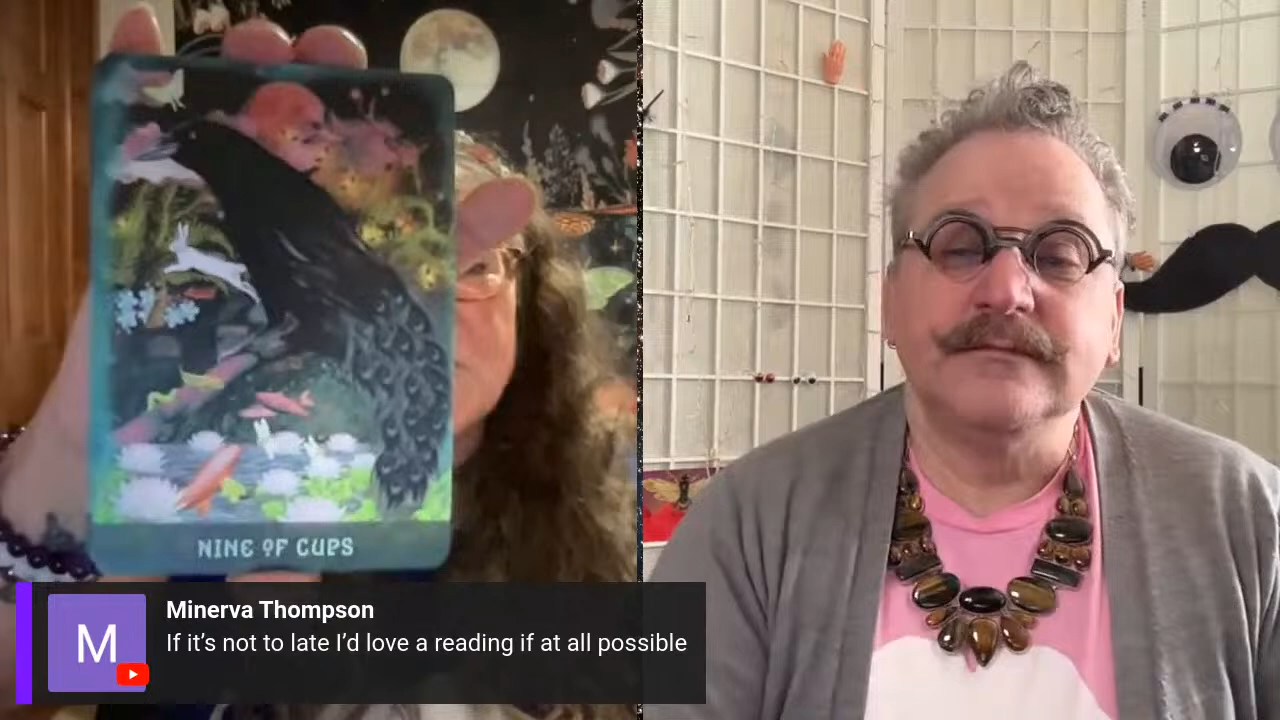 NINE OF CUPS
Minerva Thompson
If it’s not to late I’d love a reading if at all possible
M